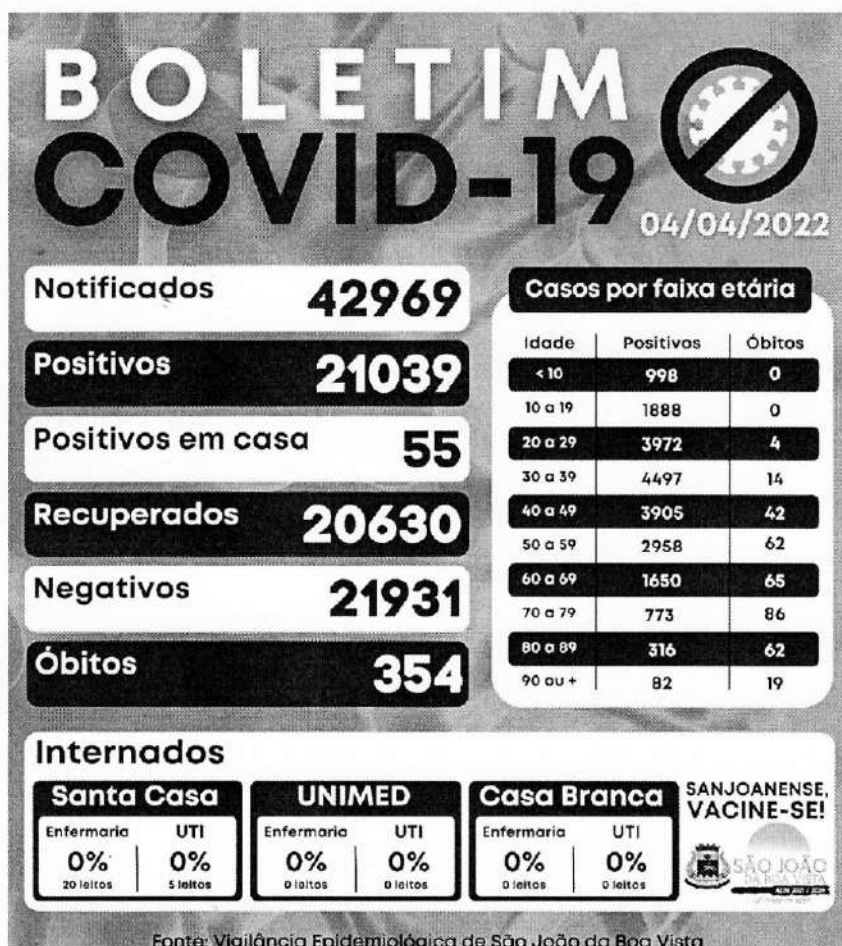 BOLETIM
COVID-19
04/04/2022
Notificados 42969
Positivos 21039
Positivos em casa 55
Recuperados 20630
Negativos 21931
Óbitos 354
Casos por faixa etária
Idade Positivos Óbitos
<10 998 0
10 a 19 1888 0
20 a 29 3972 4
30 a 39 4497 14
40 a 49 3905 42
50 a 59 2958 62
60 a 69 1650 65
70 a 79 773 86
80 a 89 316 62
90 ou + 82 19
Internados
Santa Casa
Enfermaria UTI
0% 0%
20 leitos 5 leitos
UNIMED
Enfermaria UTI
0% 0%
0 leitos 0 leitos
Casa Branca
Enfermaria UTI
0% 0%
0 leitos 0 leitos
SANJOANENSE,
VACINE-SE!
SÃO JOÃO
DA BOA VISTA
Fonte: Vigilância Epidemiológica de São João da Boa Vista